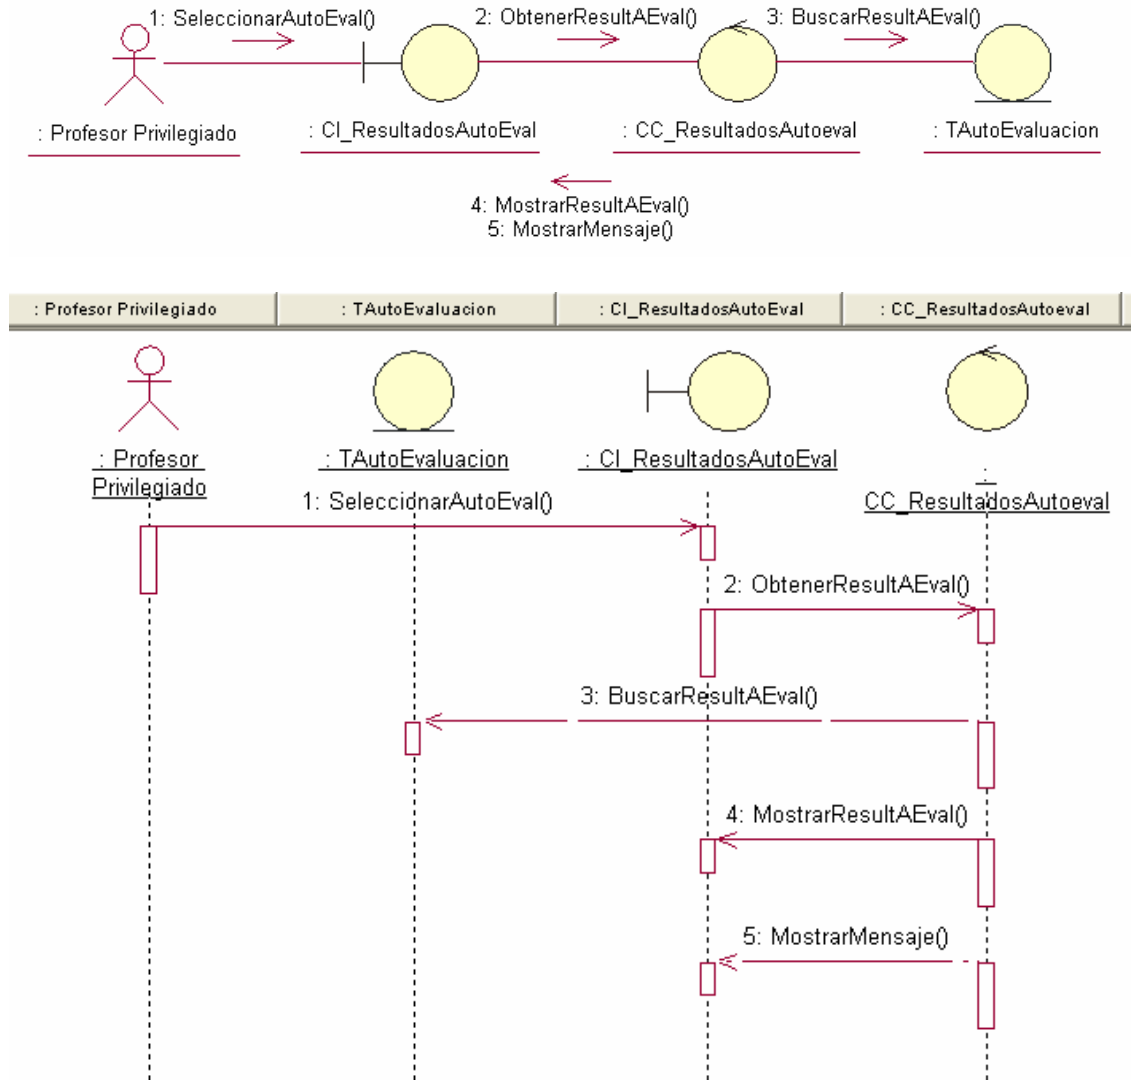 1: SeleccionarAutoEval()
2: ObtenerResultAEval()
3: BuscarResultAEval()
: Profesor Privilegiado
: CI_ResultadosAutoEval
: CC_ResultadosAutoeval
: TAutoEvaluacion
4: MostrarResultAEval()
5: MostrarMensaje()
: Profesor Privilegiado
: TAutoEvaluacion
: CI_ResultadosAutoEval
: CC_ResultadosAutoeval
: Profesor
Privilegiado
: TAutoEvaluacion
: CI_ResultadosAutoEval
:
CC_ResultadosAutoeval
1: SeleccionarAutoEval()
2: ObtenerResultAEval()
3: BuscarResultAEval()
4: MostrarResultAEval()
5: MostrarMensaje()